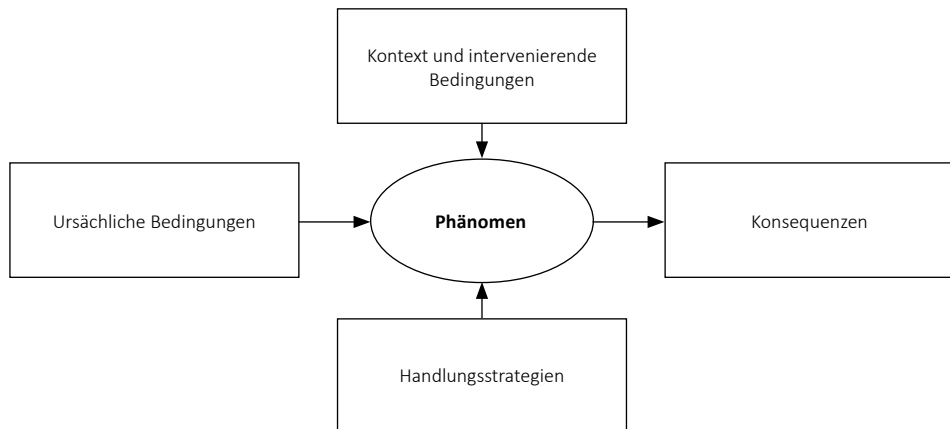 Kontext und intervenierende
Bedingungen
Ursächliche Bedingungen
Phänomen
Konsequenzen
Handlungsstrategien